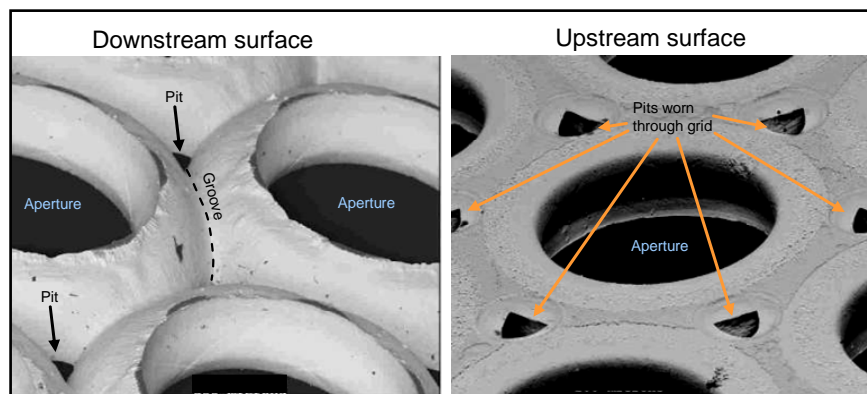 Downstream surface
Pit
Groove
Aperture
Aperture
Pit
Upstream surface
Pits worn
through grid
Aperture